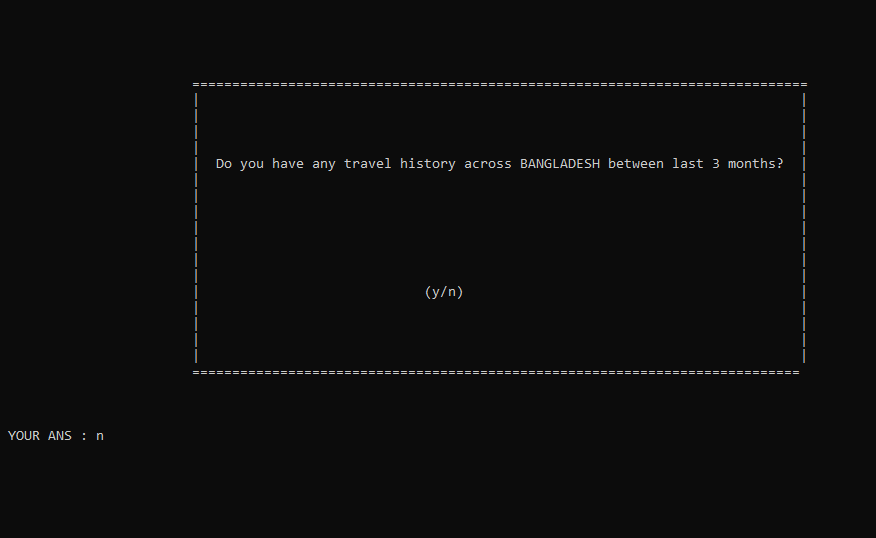 Do you have any travel history across BANGLADESH between last 3 months?
(y/n)
YOUR ANS : n